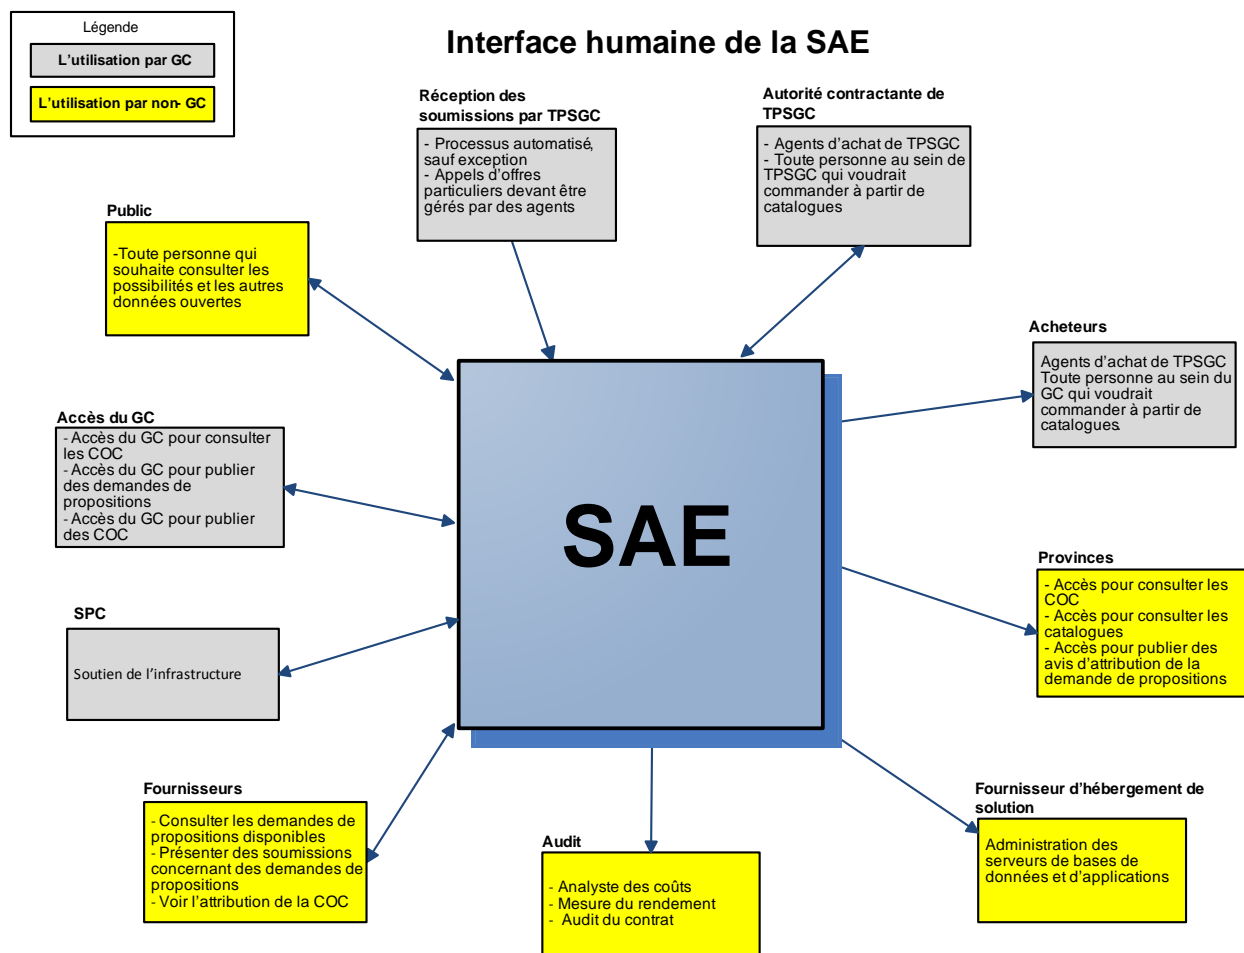 Légende
L'utilisation par GC
L'utilisation par non- GC
Interface humaine de la SAE
Réception des
soumissions par TPSGC
- Processus automatisé,
sauf exception
- Appels d'offres
particuliers devant être
gérés par des agents
Autorité contractante de
TPSGC
- Agents d'achat de TPSGC
- Toute personne au sein de
TPSGC qui voudrait
commander à partir de
catalogues
Public
-Toute personne qui
souhaite consulter les
possibilités et les autres
données ouvertes
Acheteurs
Agents d'achat de TPSGC
Toute personne au sein du
GC qui voudrait
commander à partir de
catalogues.
Accès du GC
- Accès du GC pour consulter
les COC
- Accès du GC pour publier
des demandes de
propositions
- Accès du GC pour publier
des COC
SAE
Provinces
- Accès pour consulter les
COC
- Accès pour consulter les
catalogues
- Accès pour publier des
avis d'attribution de la
demande de propositions
SPC
Soutien de l'infrastructure
Fournisseurs
- Consulter les demandes de
propositions disponibles
- Présenter des soumissions
concernant des demandes de
propositions
- Voir l'attribution de la COC
Audit
- Analyste des coûts
- Mesure du rendement
- Audit du contrat
Fournisseur d'hébergement de
solution
Administration des
serveurs de bases de
données et d'applications